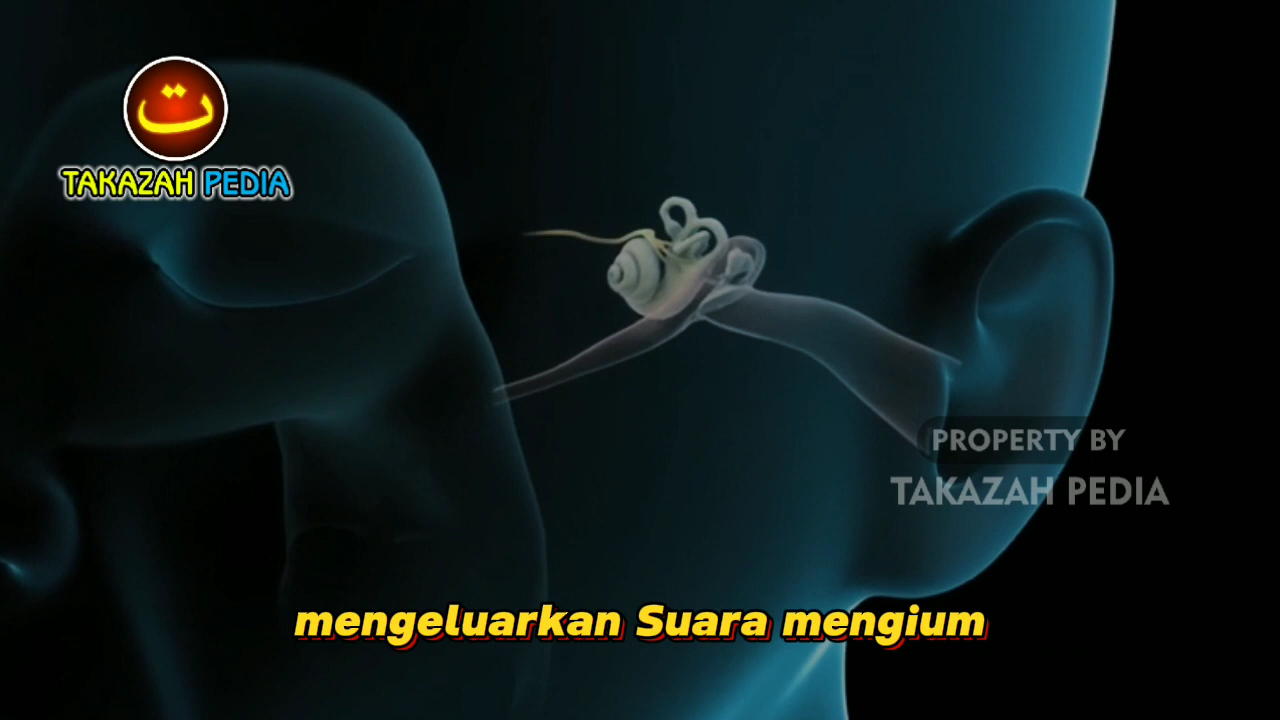 ت
TAKAZAH PEDIA
PROPERTY BY
TAKAZAH PEDIA
mengeluarkan Suara mengium